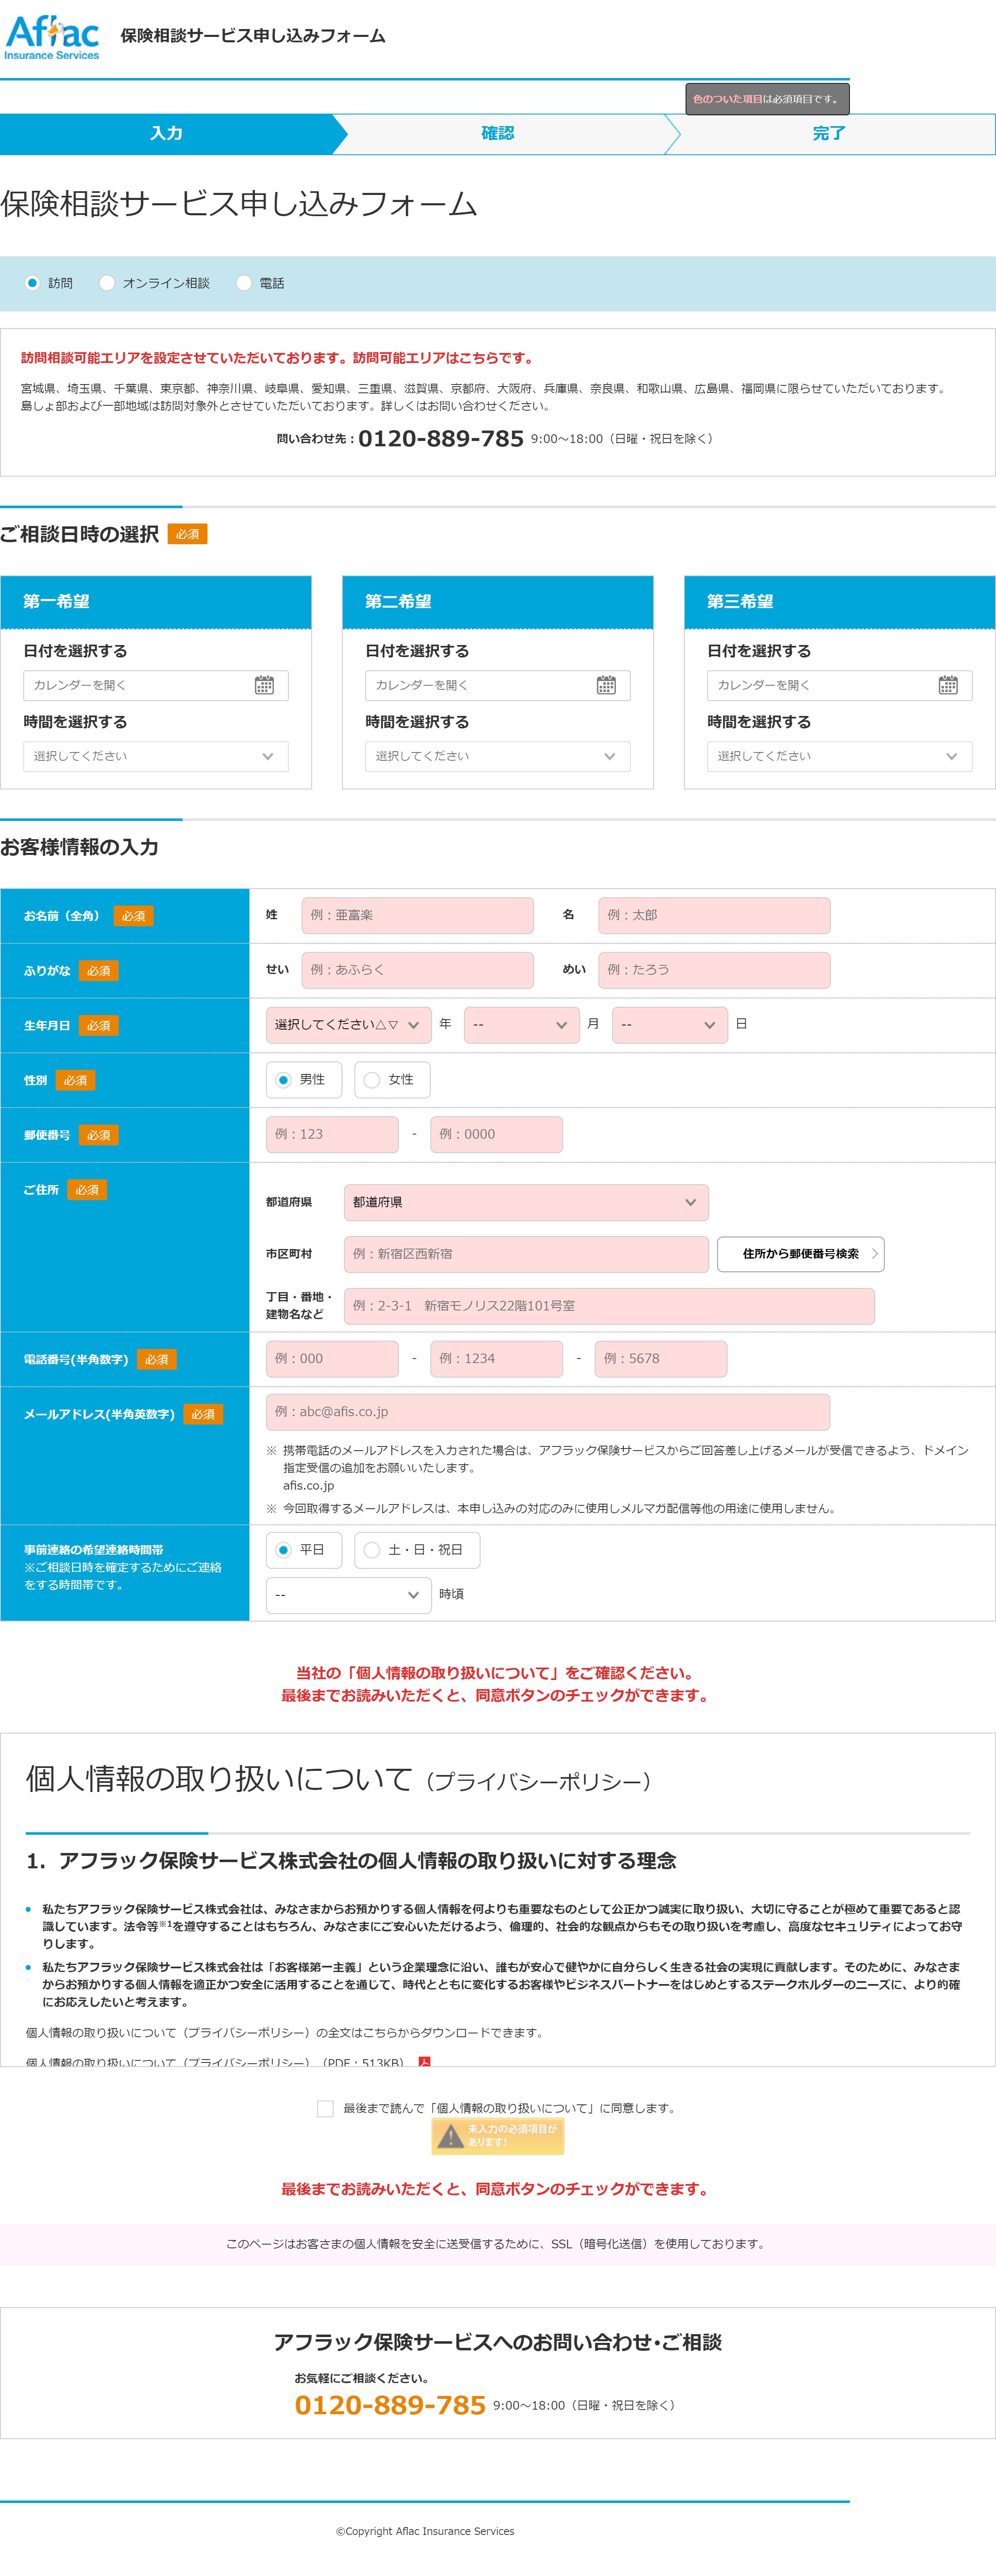 Aflac
Insurance Services
保険相談サービス申し込みフォーム
色のついた項目は必須項目です。
入力
確認
完了
保険相談サービス申し込みフォーム
訪問
オンライン相談
電話
訪問相談可能エリアを設定させていただいております。訪問可能エリアはこちらです。
宮城県、埼玉県、千葉県、東京都、神奈川県、岐阜県、愛知県、三重県、滋賀県、京都府、大阪府、兵庫県、奈良県、和歌山県、広島県、福岡県に限らせていただいております。
島しょ部および一部地域は訪問対象外とさせていただいております。詳しくはお問い合わせください。
問い合わせ先：0120-889-785 9:00～18:00（日曜・祝日を除く）
ご相談日時の選択 必須
第一希望
日付を選択する
カレンダーを開く
時間を選択する
選択してください
第二希望
日付を選択する
カレンダーを開く
時間を選択する
選択してください
第三希望
日付を選択する
カレンダーを開く
時間を選択する
選択してください
お客様情報の入力
お名前（全角） 必須
姓 例：亜富楽 名 例：太郎
ふりがな 必須
せい 例：あふらく めい 例：たろう
生年月日 必須
選択してください△▽ 年 -- 月 -- 日
性別 必須
男性 女性
郵便番号 必須
例：123 - 例：0000
ご住所 必須
都道府県 都道府県
市区町村 例：新宿区西新宿 住所から郵便番号検索
丁目・番地・
建物名など
例：2-3-1　新宿モノリス22階101号室
電話番号(半角数字) 必須
例：000 - 例：1234 - 例：5678
メールアドレス(半角英数字) 必須
例：abc@afis.co.jp
※ 携帯電話のメールアドレスを入力された場合は、アフラック保険サービスからご回答差し上げるメールが受信できるよう、ドメイン
指定受信の追加をお願いいたします。
afis.co.jp
※ 今回取得するメールアドレスは、本申し込みの対応のみに使用しメルマガ配信等他の用途に使用しません。
事前連絡の希望連絡時間帯
※ご相談日時を確定するためにご連絡
をする時間帯です。
平日 土・日・祝日
-- 時頃
当社の「個人情報の取り扱いについて」をご確認ください。
最後までお読みいただくと、同意ボタンのチェックができます。
個人情報の取り扱いについて（プライバシーポリシー）
1. アフラック保険サービス株式会社の個人情報の取り扱いに対する理念
私たちアフラック保険サービス株式会社は、みなさまからお預かりする個人情報を何よりも重要なものとして公正かつ誠実に取り扱い、大切に守ることが極めて重要であると認
識しています。法令等※1を遵守することはもちろん、みなさまにご安心いただけるよう、倫理的、社会的な観点からもその取り扱いを考慮し、高度なセキュリティによってお守
りします。
私たちアフラック保険サービス株式会社は「お客様第一主義」という企業理念に沿い、誰もが安心で健やかに自分らしく生きる社会の実現に貢献します。そのために、みなさま
からお預かりする個人情報を適正かつ安全に活用することを通じて、時代とともに変化するお客様やビジネスパートナーをはじめとするステークホルダーのニーズに、より的確
にお応えしたいと考えます。
個人情報の取り扱いについて（プライバシーポリシー）の全文はこちらからダウンロードできます。
個人情報の取り扱いについて（プライバシーポリシー）（PDF：513KB）
最後まで読んで「個人情報の取り扱いについて」に同意します。
未入力の必須項目が
あります！
最後までお読みいただくと、同意ボタンのチェックができます。
このページはお客さまの個人情報を安全に送受信するために、SSL（暗号化送信）を使用しております。
アフラック保険サービスへのお問い合わせ・ご相談
お気軽にご相談ください。
0120-889-785 9:00～18:00（日曜・祝日を除く）
©Copyright Aflac Insurance Services